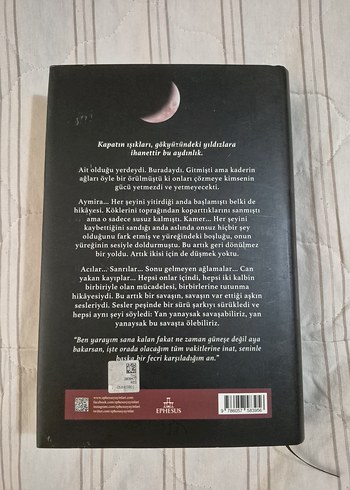 Kapatın ışıkları, gökyüzündeki yıldızlara
ihanettir bu aydınlık.
Ait olduğu yerdeydi. Buradaydı. Gitmişti ama kaderin
ağları öyle bir örülmüştü ki onları çözmeye kimsenin
gücü yetmezdi ve yetmeyecekti.
Aymira... Her şeyini yitirdiği anda başlamıştı belki de
hikâyesi. Köklerini toprağından koparttıklarını sanmıştı
ama o sadece susuz kalmıştı. Kamer... Her şeyini
kaybettiğini sandığı anda aslında onsuz hiçbir şey
olduğunu fark etmiş ve yüreğindeki boşluğu, onun
yüreğinin sesiyle doldurmuştu. Bu artık geri dönülmez
bir yoldu. Artık ikisi için de düşmek yoktu.
Acılar... Sanrılar... Sonu gelmeyen ağlamalar... Can
yakan kayıplar... Hepsi onlar içindi, hepsi iki kalbin
birbiriyle olan mücadelesi, birbirlerine tutunma
hikâyesiydi. Bu artık bir savaşın, savaşın var ettiği aşkın
sesleriydi. Sesler peşinde bir sürü şarkıyı sürükledi ve
hepsi aynı şeyi söyledi: Yan yanaysak savaşabiliriz, yan
yanaysak bu savaşta ölebiliriz.
"Ben yarayım sana kalan fakat ne zaman güneşe değil aya
bakarsan, işte orada olacağım tüm vakitlerine inat, seninle
başka bir fecri karşıladığım an."
EPHESUS